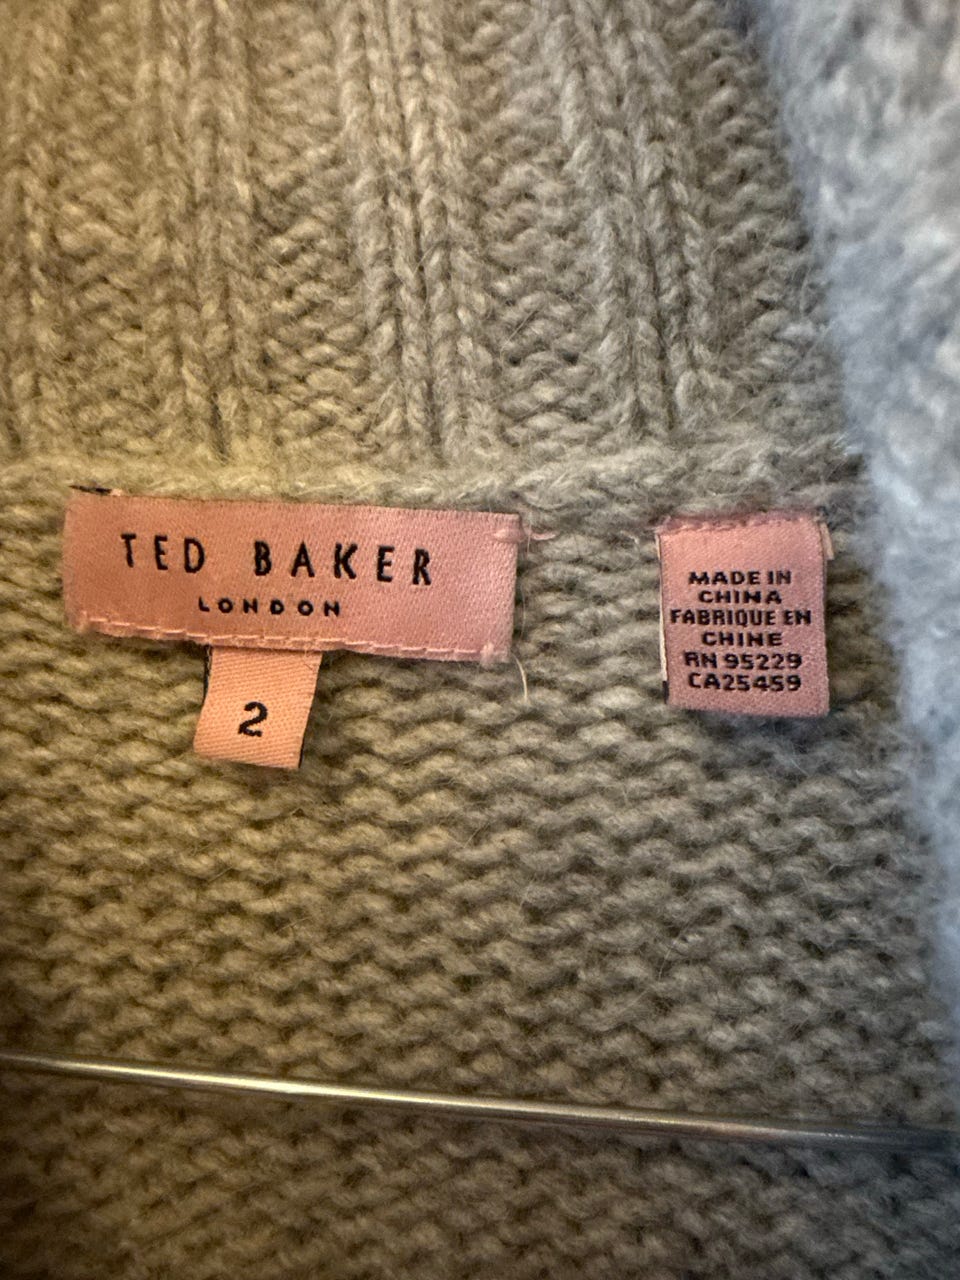 TED BAKER
LONDON
2
MADE IN
CHINA
FABRIQUE EN
CHINE
RN 95229
CA25459